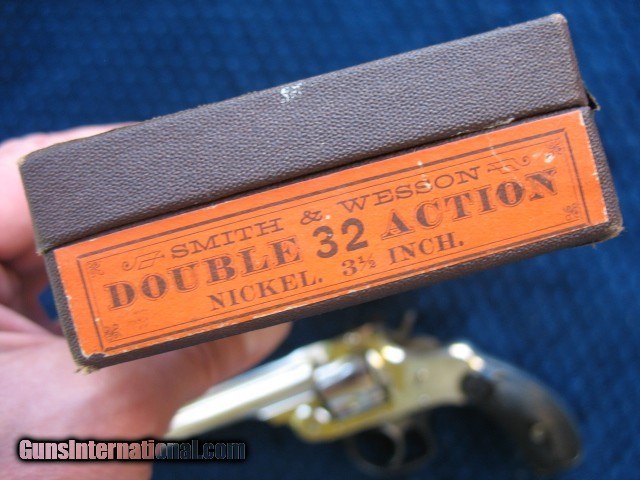 SMITH & WESSON
DOUBLE 32 ACTION
NICKEL. 3½ INCH.
GunsInternational.com